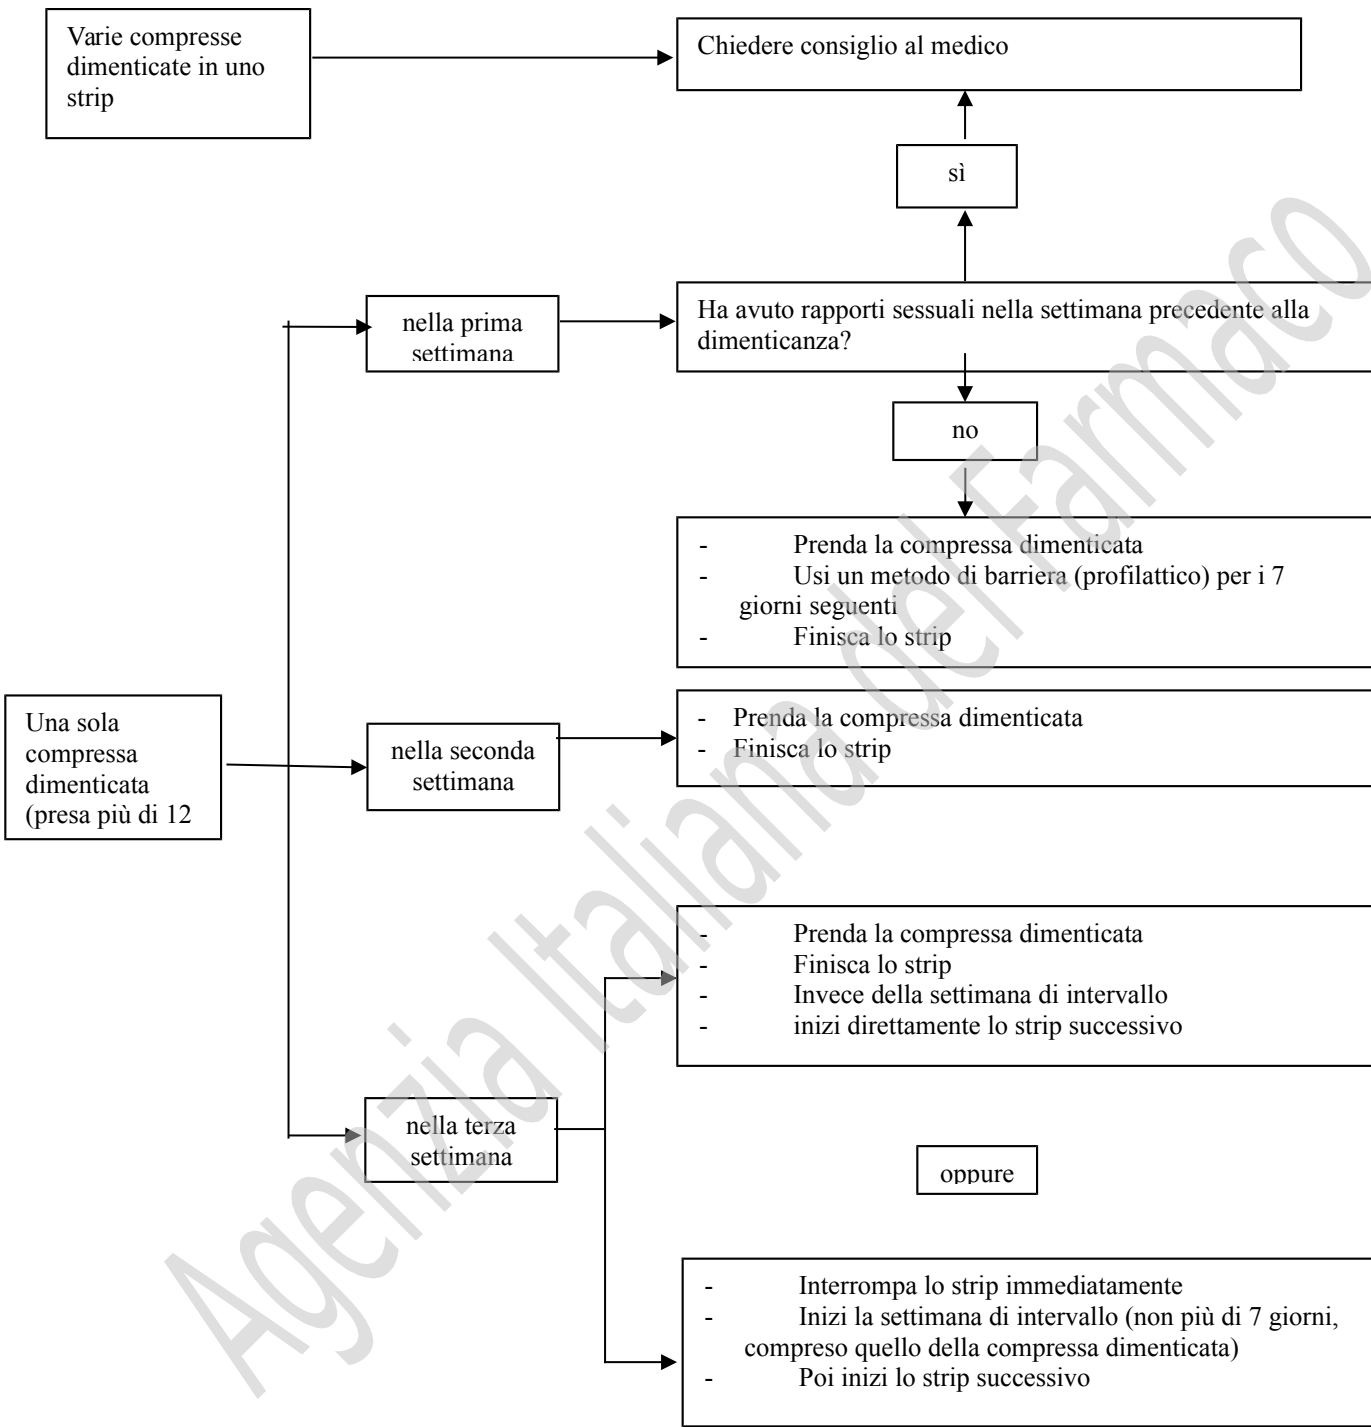 Varie compresse
dimenticate in uno
strip
Chiedere consiglio al medico
sì
nella prima
settimana
Ha avuto rapporti sessuali nella settimana precedente alla
dimenticanza?
no
- Prenda la compressa dimenticata
- Usi un metodo di barriera (profilattico) per i 7
giorni seguenti
- Finisca lo strip
Una sola
compressa
dimenticata
(presa più di 12
nella seconda
settimana
- Prenda la compressa dimenticata
- Finisca lo strip
- Prenda la compressa dimenticata
- Finisca lo strip
- Invece della settimana di intervallo
- inizi direttamente lo strip successivo
nella terza
settimana
oppure
- Interrompa lo strip immediatamente
- Inizi la settimana di intervallo (non più di 7 giorni,
compreso quello della compressa dimenticata)
- Poi inizi lo strip successivo
Agenzia Italiana del Farmaco